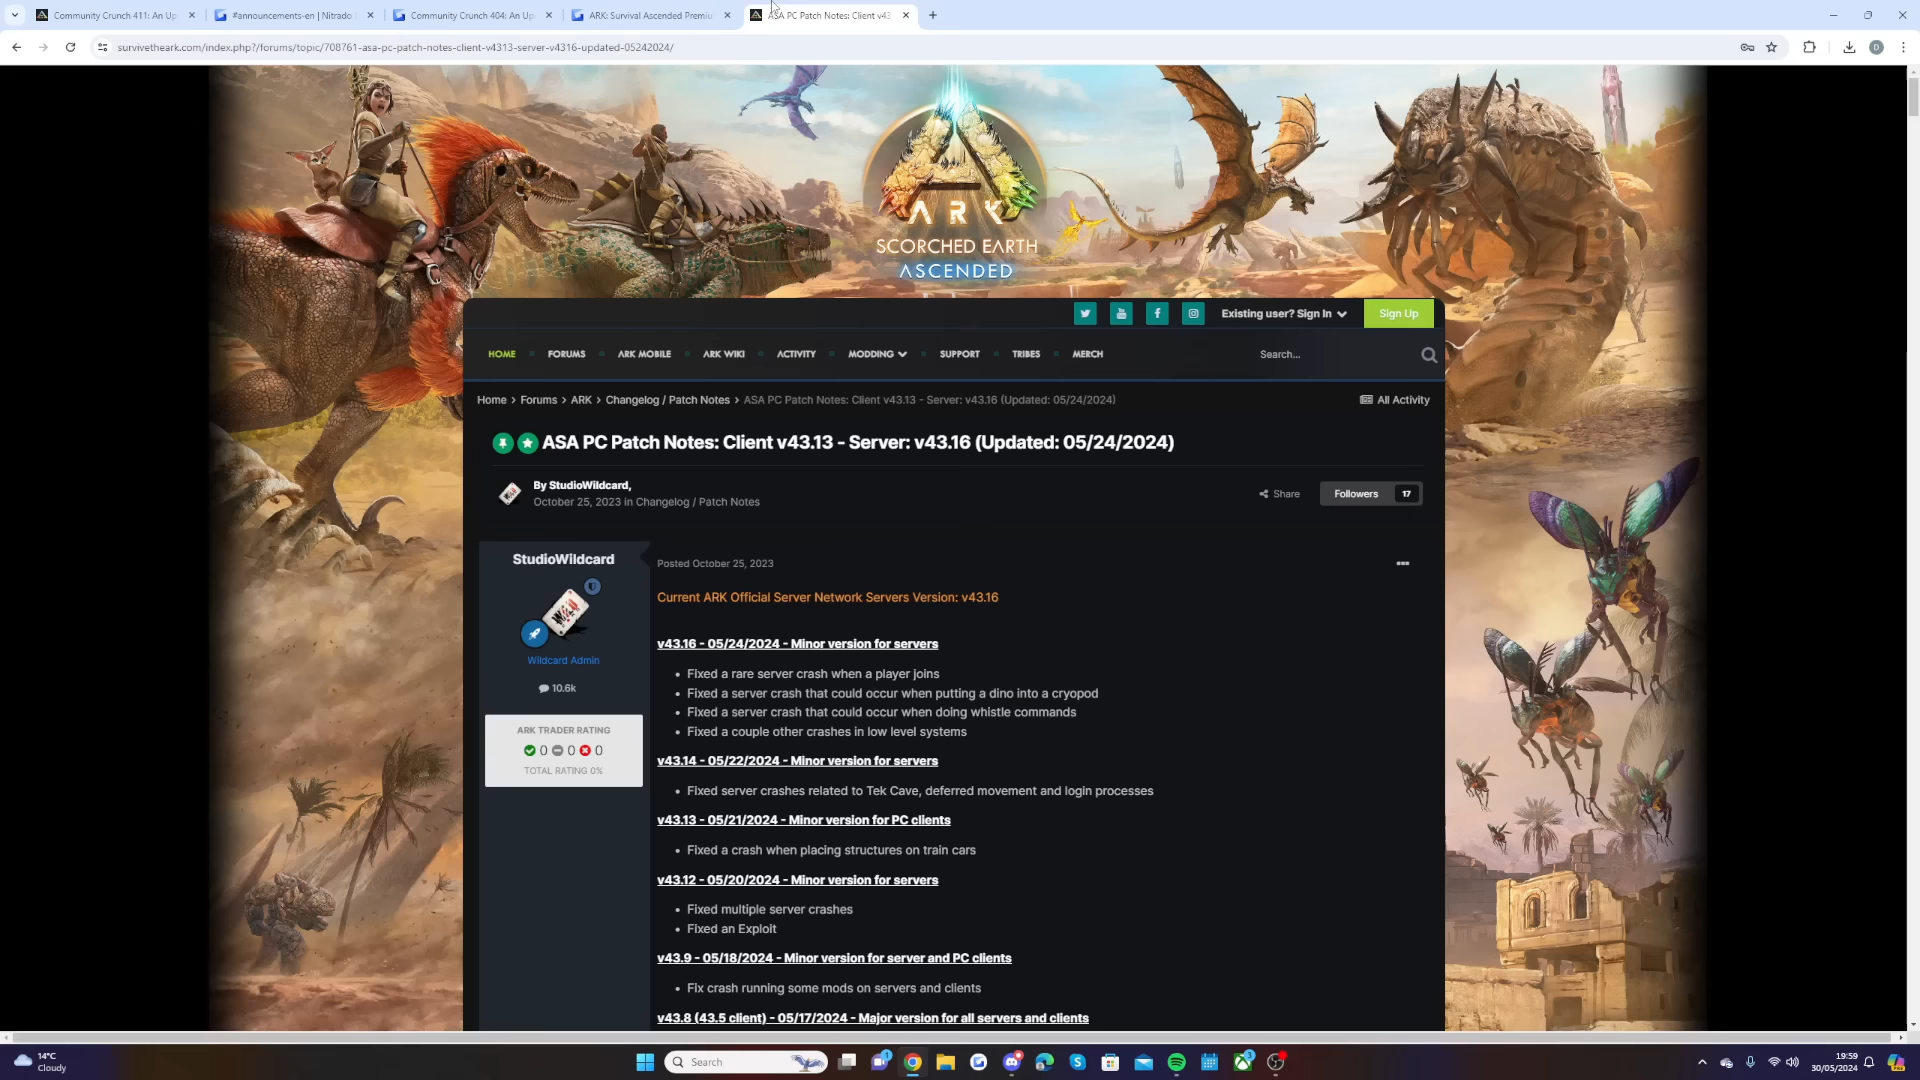 Community Crunch 411: An Up
#announcements-en | Nitrado
Community Crunch 404: An Up
ARK: Survival Ascended Premiu
ASA PC Patch Notes: Client v43
survivetheark.com/index.php?/forums/topic/708761-asa-pc-patch-notes-client-v4313-server-v4316-updated-05242024/
D
ARK
SCORCHED EARTH
ASCENDED
Existing user? Sign In
Sign Up
HOME
FORUMS
ARK MOBILE
ARK WIKI
ACTIVITY
MODDING
SUPPORT
TRIBES
MERCH
Search...
Home > Forums > ARK > Changelog / Patch Notes > ASA PC Patch Notes: Client v43.13 - Server: v43.16 (Updated: 05/24/2024)
All Activity
ASA PC Patch Notes: Client v43.13 - Server: v43.16 (Updated: 05/24/2024)
By StudioWildcard,
October 25, 2023 in Changelog / Patch Notes
Share
Followers 17
StudioWildcard
Wildcard Admin
10.6k
ARK TRADER RATING
0 0 0
TOTAL RATING 0%
Posted October 25, 2023
Current ARK Official Server Network Servers Version: v43.16
v43.16 - 05/24/2024 - Minor version for servers
• Fixed a rare server crash when a player joins
• Fixed a server crash that could occur when putting a dino into a cryopod
• Fixed a server crash that could occur when doing whistle commands
• Fixed a couple other crashes in low level systems
v43.14 - 05/22/2024 - Minor version for servers
• Fixed server crashes related to Tek Cave, deferred movement and login processes
v43.13 - 05/21/2024 - Minor version for PC clients
• Fixed a crash when placing structures on train cars
v43.12 - 05/20/2024 - Minor version for servers
• Fixed multiple server crashes
• Fixed an Exploit
v43.9 - 05/18/2024 - Minor version for server and PC clients
• Fix crash running some mods on servers and clients
v43.8 (43.5 client) - 05/17/2024 - Major version for all servers and clients
14°C
Cloudy
Search
19:59
30/05/2024